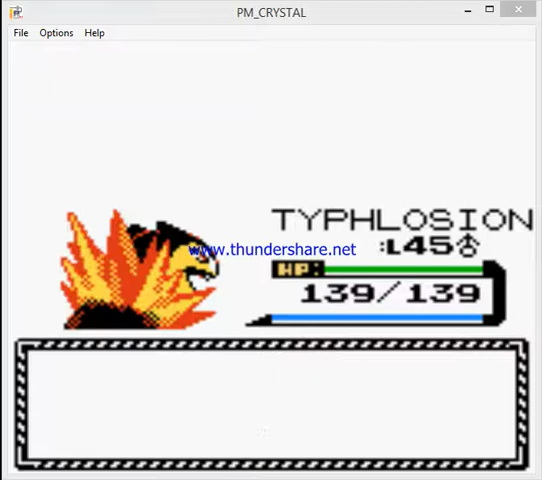 PM_CRYSTAL
File Options Help
TYPHLOSION
:L45♂
www.thundershare.net
HP:
139/139